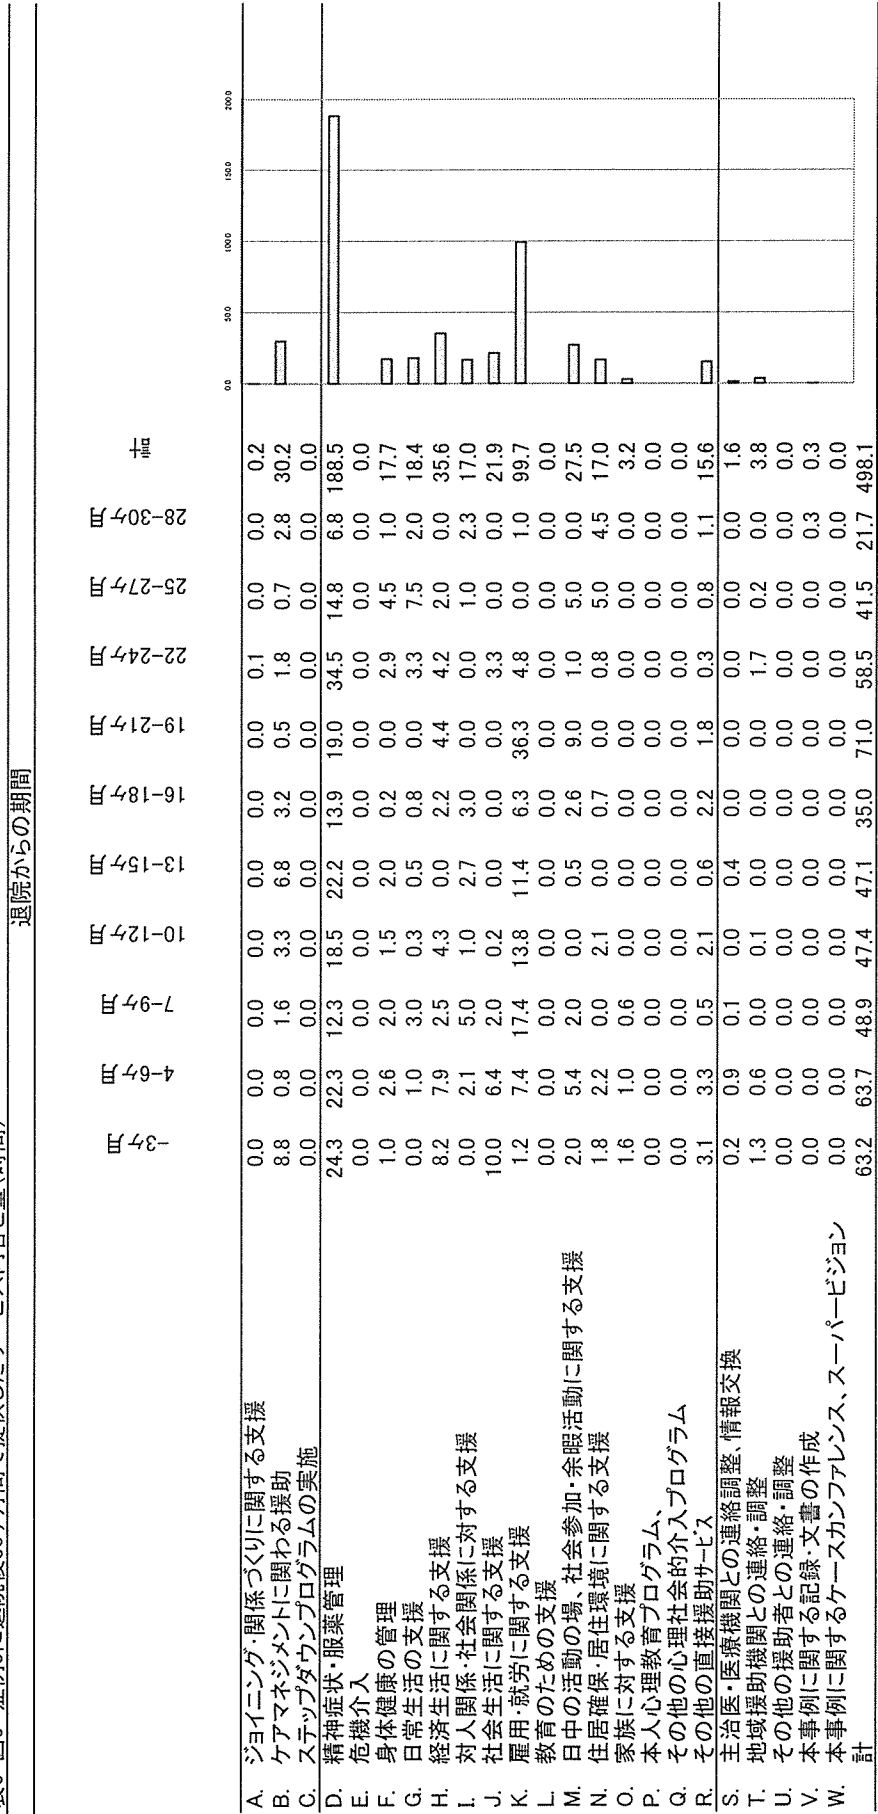 退院からの期間
-3ヶ月 4-6ヶ月 7-9ヶ月 10-12ヶ月 13-15ヶ月 16-18ヶ月 19-21ヶ月 22-24ヶ月 25-27ヶ月 28-30ヶ月 計
0.0 50.0 100.0 150.0 200.0
A. ジョイニング・関係づくりに関する支援 0.0 0.0 0.0 0.0 0.0 0.0 0.0 0.1 0.0 0.0 0.2
B. ケアマネジメントに関わる援助 8.8 0.8 1.6 3.3 6.8 3.2 0.5 1.8 0.7 2.8 30.2
C. ステップダウンプログラムの実施 0.0 0.0 0.0 0.0 0.0 0.0 0.0 0.0 0.0 0.0 0.0
D. 精神症状・服薬管理 24.3 22.3 12.3 18.5 22.2 13.9 19.0 34.5 14.8 6.8 188.5
E. 危機介入 0.0 0.0 0.0 0.0 0.0 0.0 0.0 0.0 0.0 0.0 0.0
F. 身体健康の管理 1.0 2.6 2.0 1.5 2.0 0.2 0.0 2.9 4.5 1.0 17.7
G. 日常生活の支援 0.0 1.0 3.0 0.3 0.5 0.8 0.0 3.3 7.5 2.0 18.4
H. 経済生活に関する支援 8.2 7.9 2.5 4.3 0.0 2.2 4.4 4.2 2.0 0.0 35.6
I. 対人関係・社会関係に対する支援 0.0 2.1 5.0 1.0 2.7 3.0 0.0 0.0 1.0 2.3 17.0
J. 社会生活に関する支援 10.0 6.4 2.0 0.2 0.0 0.0 0.0 3.3 0.0 0.0 21.9
K. 雇用・就労に関する支援 1.2 7.4 17.4 13.8 11.4 6.3 36.3 4.8 0.0 1.0 99.7
L. 教育のための支援 0.0 0.0 0.0 0.0 0.0 0.0 0.0 0.0 0.0 0.0 0.0
M. 日中の活動の場、社会参加・余暇活動に関する支援 2.0 5.4 2.0 0.0 0.5 2.6 9.0 1.0 5.0 0.0 27.5
N. 住居確保・居住環境に関する支援 1.8 2.2 0.0 2.1 0.0 0.7 0.0 0.8 5.0 4.5 17.0
O. 家族に対する支援 1.6 1.0 0.6 0.0 0.0 0.0 0.0 0.0 0.0 0.0 3.2
P. 本人心理教育プログラム、 0.0 0.0 0.0 0.0 0.0 0.0 0.0 0.0 0.0 0.0 0.0
Q. その他の心理社会的介入プログラム 0.0 0.0 0.0 0.0 0.0 0.0 0.0 0.0 0.0 0.0 0.0
R. その他の直接援助サービス 3.1 3.3 0.5 2.1 0.6 2.2 1.8 0.3 0.8 1.1 15.6
S. 主治医・医療機関との連絡調整、情報交換 0.2 0.9 0.1 0.0 0.4 0.0 0.0 0.0 0.0 0.0 1.6
T. 地域援助機関との連絡・調整 1.3 0.6 0.0 0.1 0.0 0.0 0.0 1.7 0.2 0.0 3.8
U. その他の援助者との連絡・調整 0.0 0.0 0.0 0.0 0.0 0.0 0.0 0.0 0.0 0.0 0.0
V. 本事例に関する記録・文書の作成 0.0 0.0 0.0 0.0 0.0 0.0 0.0 0.0 0.0 0.3 0.3
W. 本事例に関するケースカンファレンス、スーパービジョン 0.0 0.0 0.0 0.0 0.0 0.0 0.0 0.0 0.0 0.0 0.0
計 63.2 63.7 48.9 47.4 47.1 35.0 71.0 58.5 41.5 21.7 498.1